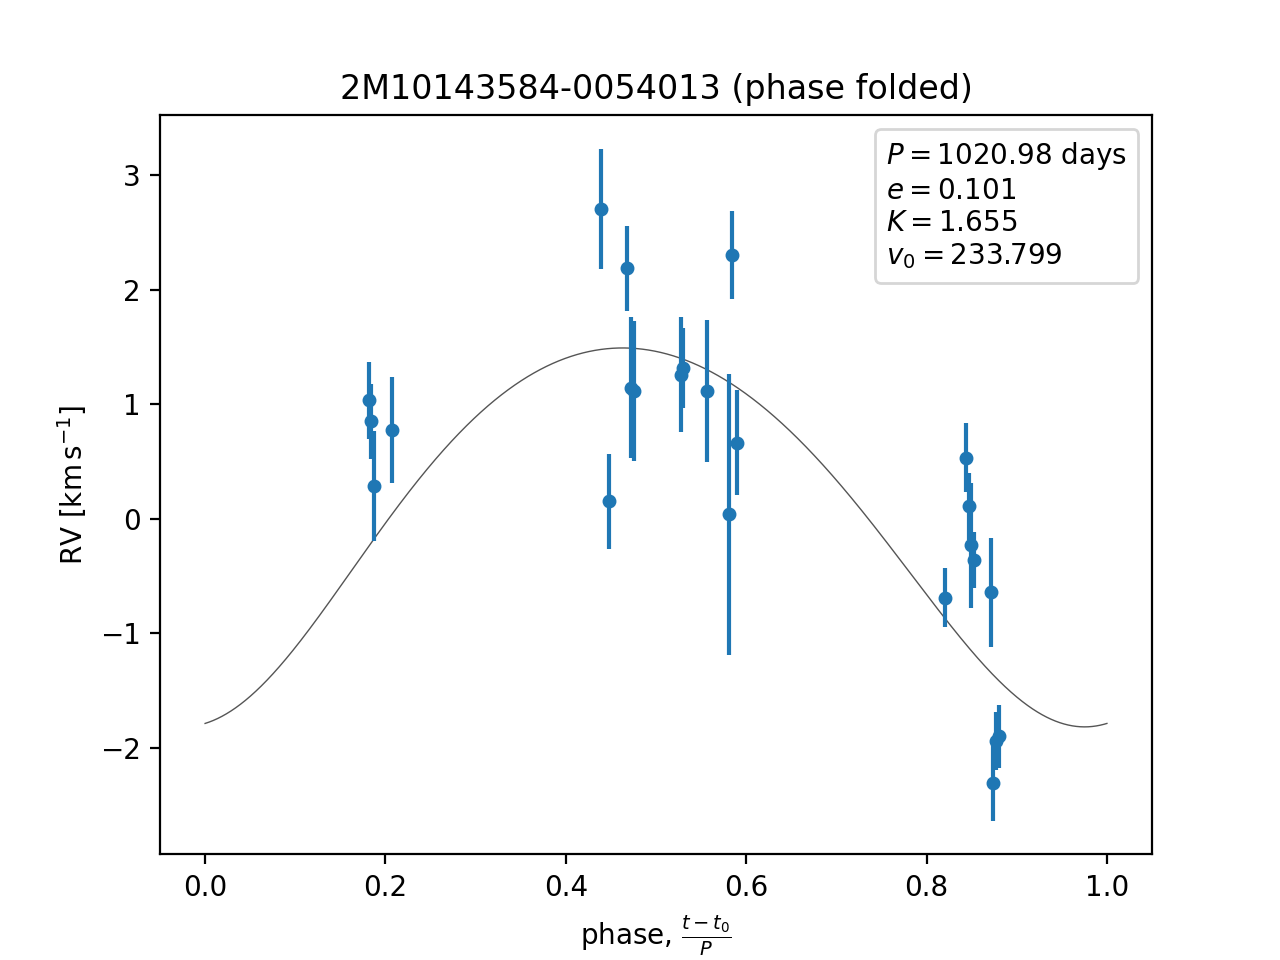 2M10143584-0054013 (phase folded)
P = 1020.98 days
e = 0.101
K = 1.655
v₀ = 233.799
3
2
1
0
−1
−2
RV [km s⁻¹]
0.0 0.2 0.4 0.6 0.8 1.0
phase, (t − t₀)/P